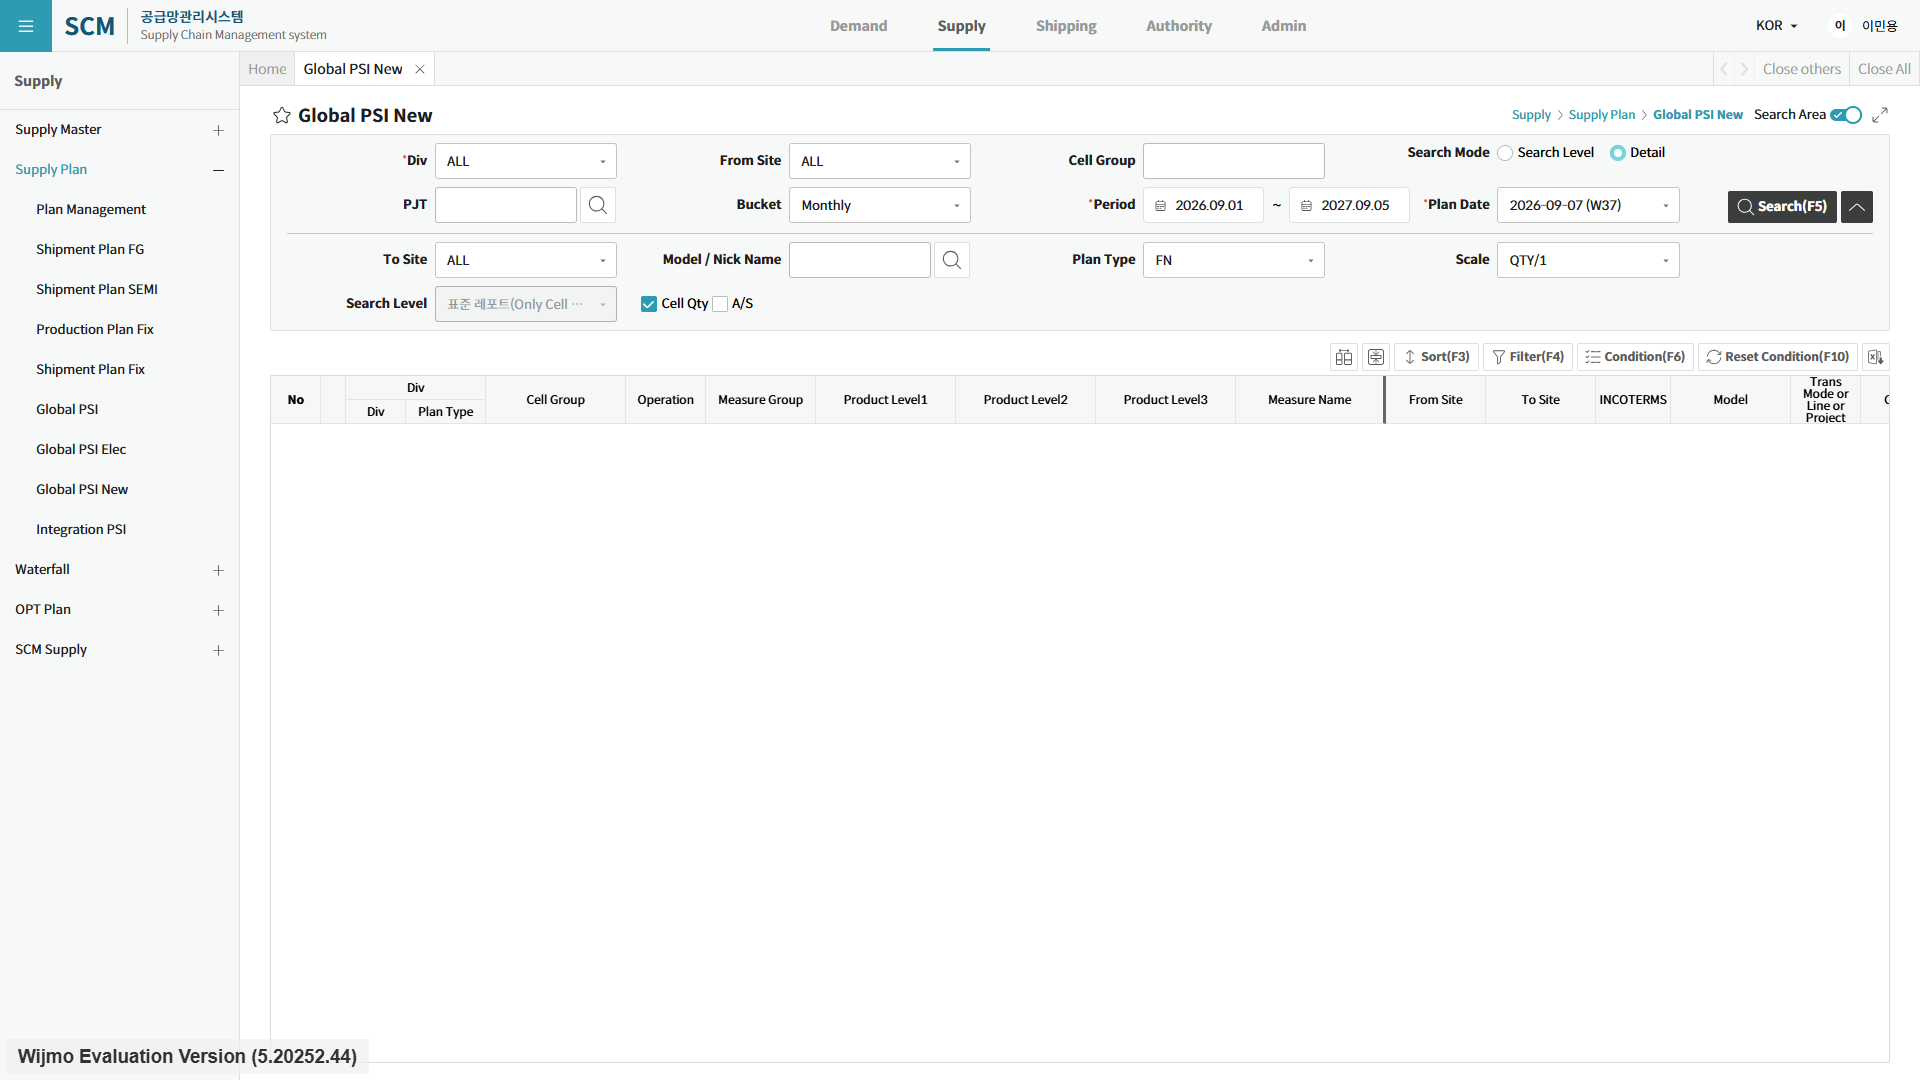 SCM
공급망관리시스템
Supply Chain Management system
Demand
Supply
Shipping
Authority
Admin
KOR
이
이민용
Supply
Home
Global PSI New
Close others
Close All
Supply Master
Supply Plan
Plan Management
Shipment Plan FG
Shipment Plan SEMI
Production Plan Fix
Shipment Plan Fix
Global PSI
Global PSI Elec
Global PSI New
Integration PSI
Waterfall
OPT Plan
SCM Supply
Global PSI New
Supply > Supply Plan > Global PSI New
Search Area
*Div ALL
From Site ALL
Cell Group
Search Mode Search Level Detail
PJT
Bucket Monthly
*Period 2026.09.01 ~ 2027.09.05
*Plan Date 2026-09-07 (W37)
Search(F5)
To Site ALL
Model / Nick Name
Plan Type FN
Scale QTY/1
Search Level 표준 레포트(Only Cell ···
Cell Qty A/S
Sort(F3)
Filter(F4)
Condition(F6)
Reset Condition(F10)
No
Div
Div
Plan Type
Cell Group
Operation
Measure Group
Product Level1
Product Level2
Product Level3
Measure Name
From Site
To Site
INCOTERMS
Model
Trans
Mode or
Line or
Project
Wijmo Evaluation Version (5.20252.44)